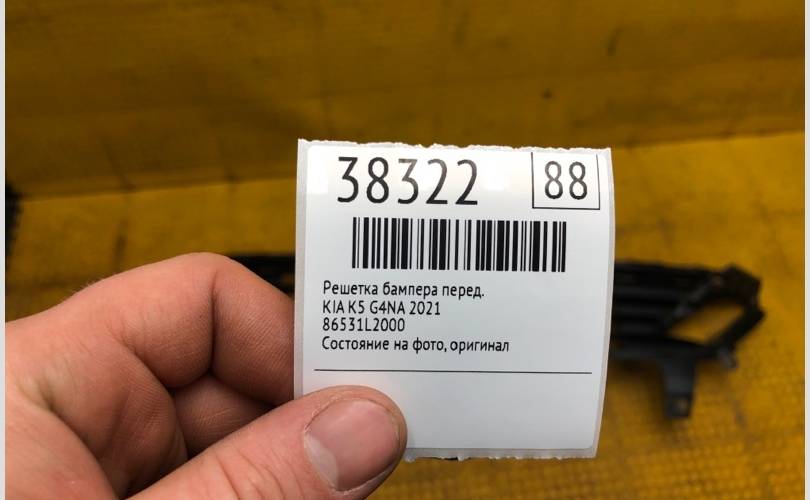 38322 88
Решетка бампера перед.
KIA K5 G4NA 2021
86531L2000
Состояние на фото, оригинал